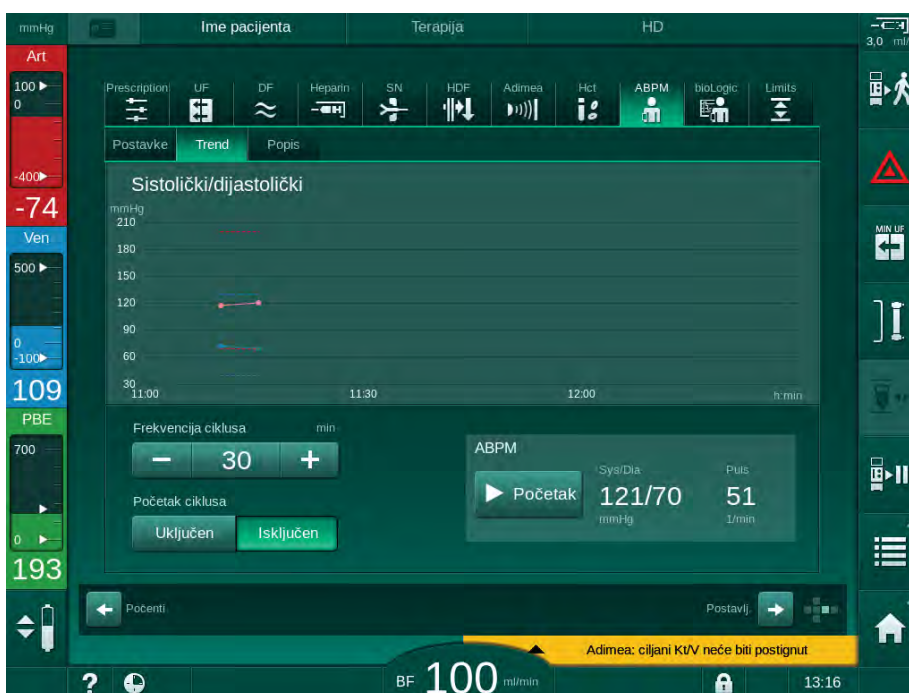 mmHg
Ime pacijenta
Terapija
HD
3,0 ml/
Art
100
0
-400
-74
Ven
500
0
-100
109
PBE
700
0
193
Prescription
UF
DF
Heparin
SN
HDF
Adimea
Hct
ABPM
bioLogic
Limits
Postavke
Trend
Popis
Sistolički/dijastolički
mmHg
210
180
150
120
90
60
30
11:00
11:30
12:00
h:min
Frekvencija ciklusa
min
− 30 +
Početak ciklusa
Uključen
Isključen
ABPM
Početak
Sys/Dia
121/70
mmHg
Puls
51
1/min
MIN UF
Počenti
Postavlj.
Adimea: ciljani Kt/V neće biti postignut
?
BF 100 ml/min
13:16